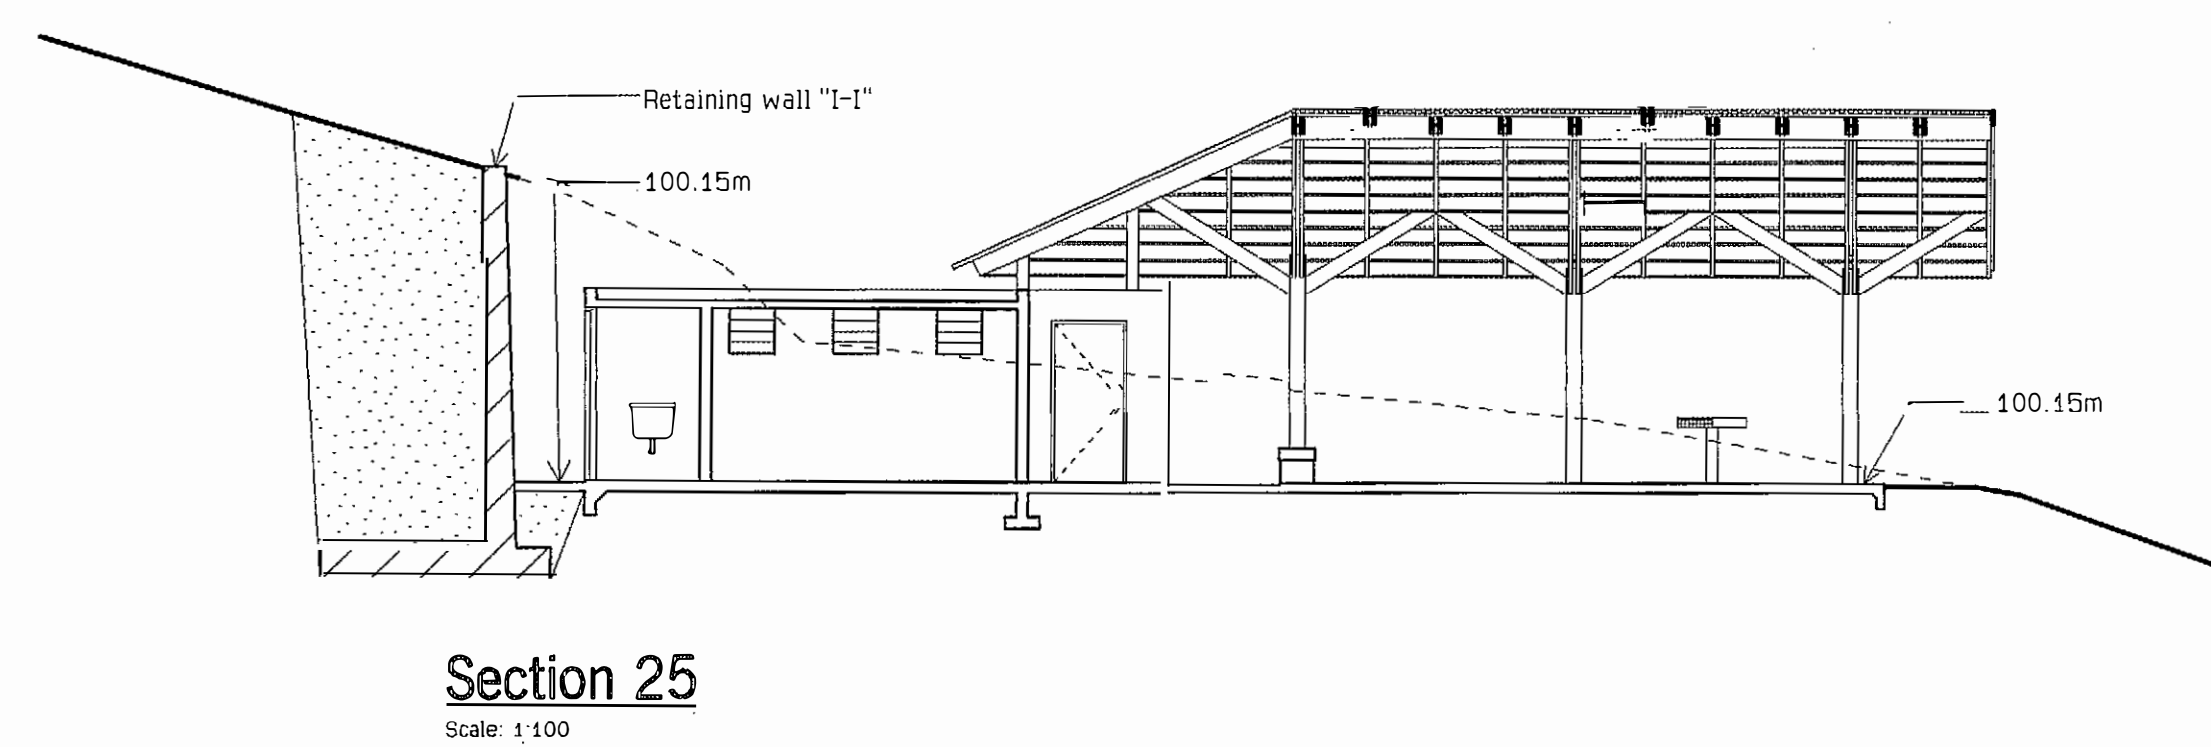 Retaining wall "I-I"
100.15m
100.15m
Section 25
Scale: 1:100